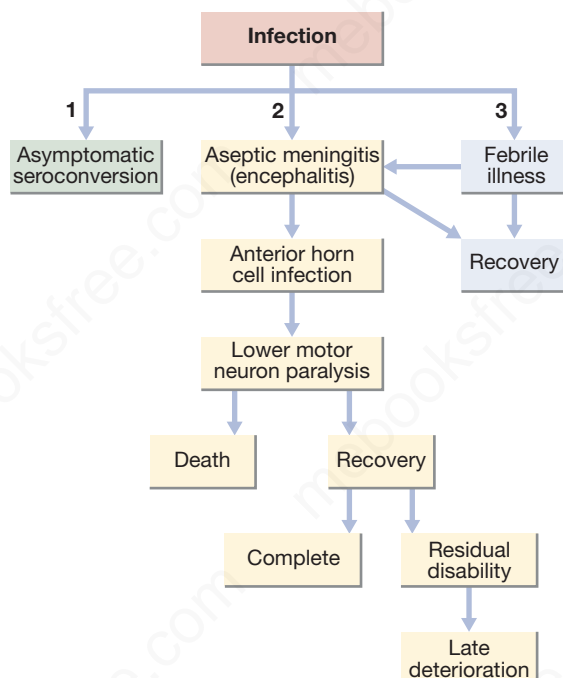 Infection
1
2
3
Asymptomatic
seroconversion
Aseptic meningitis
(encephalitis)
Febrile
illness
Anterior horn
cell infection
Recovery
Lower motor
neuron paralysis
Death
Recovery
Complete
Residual
disability
Late
deterioration